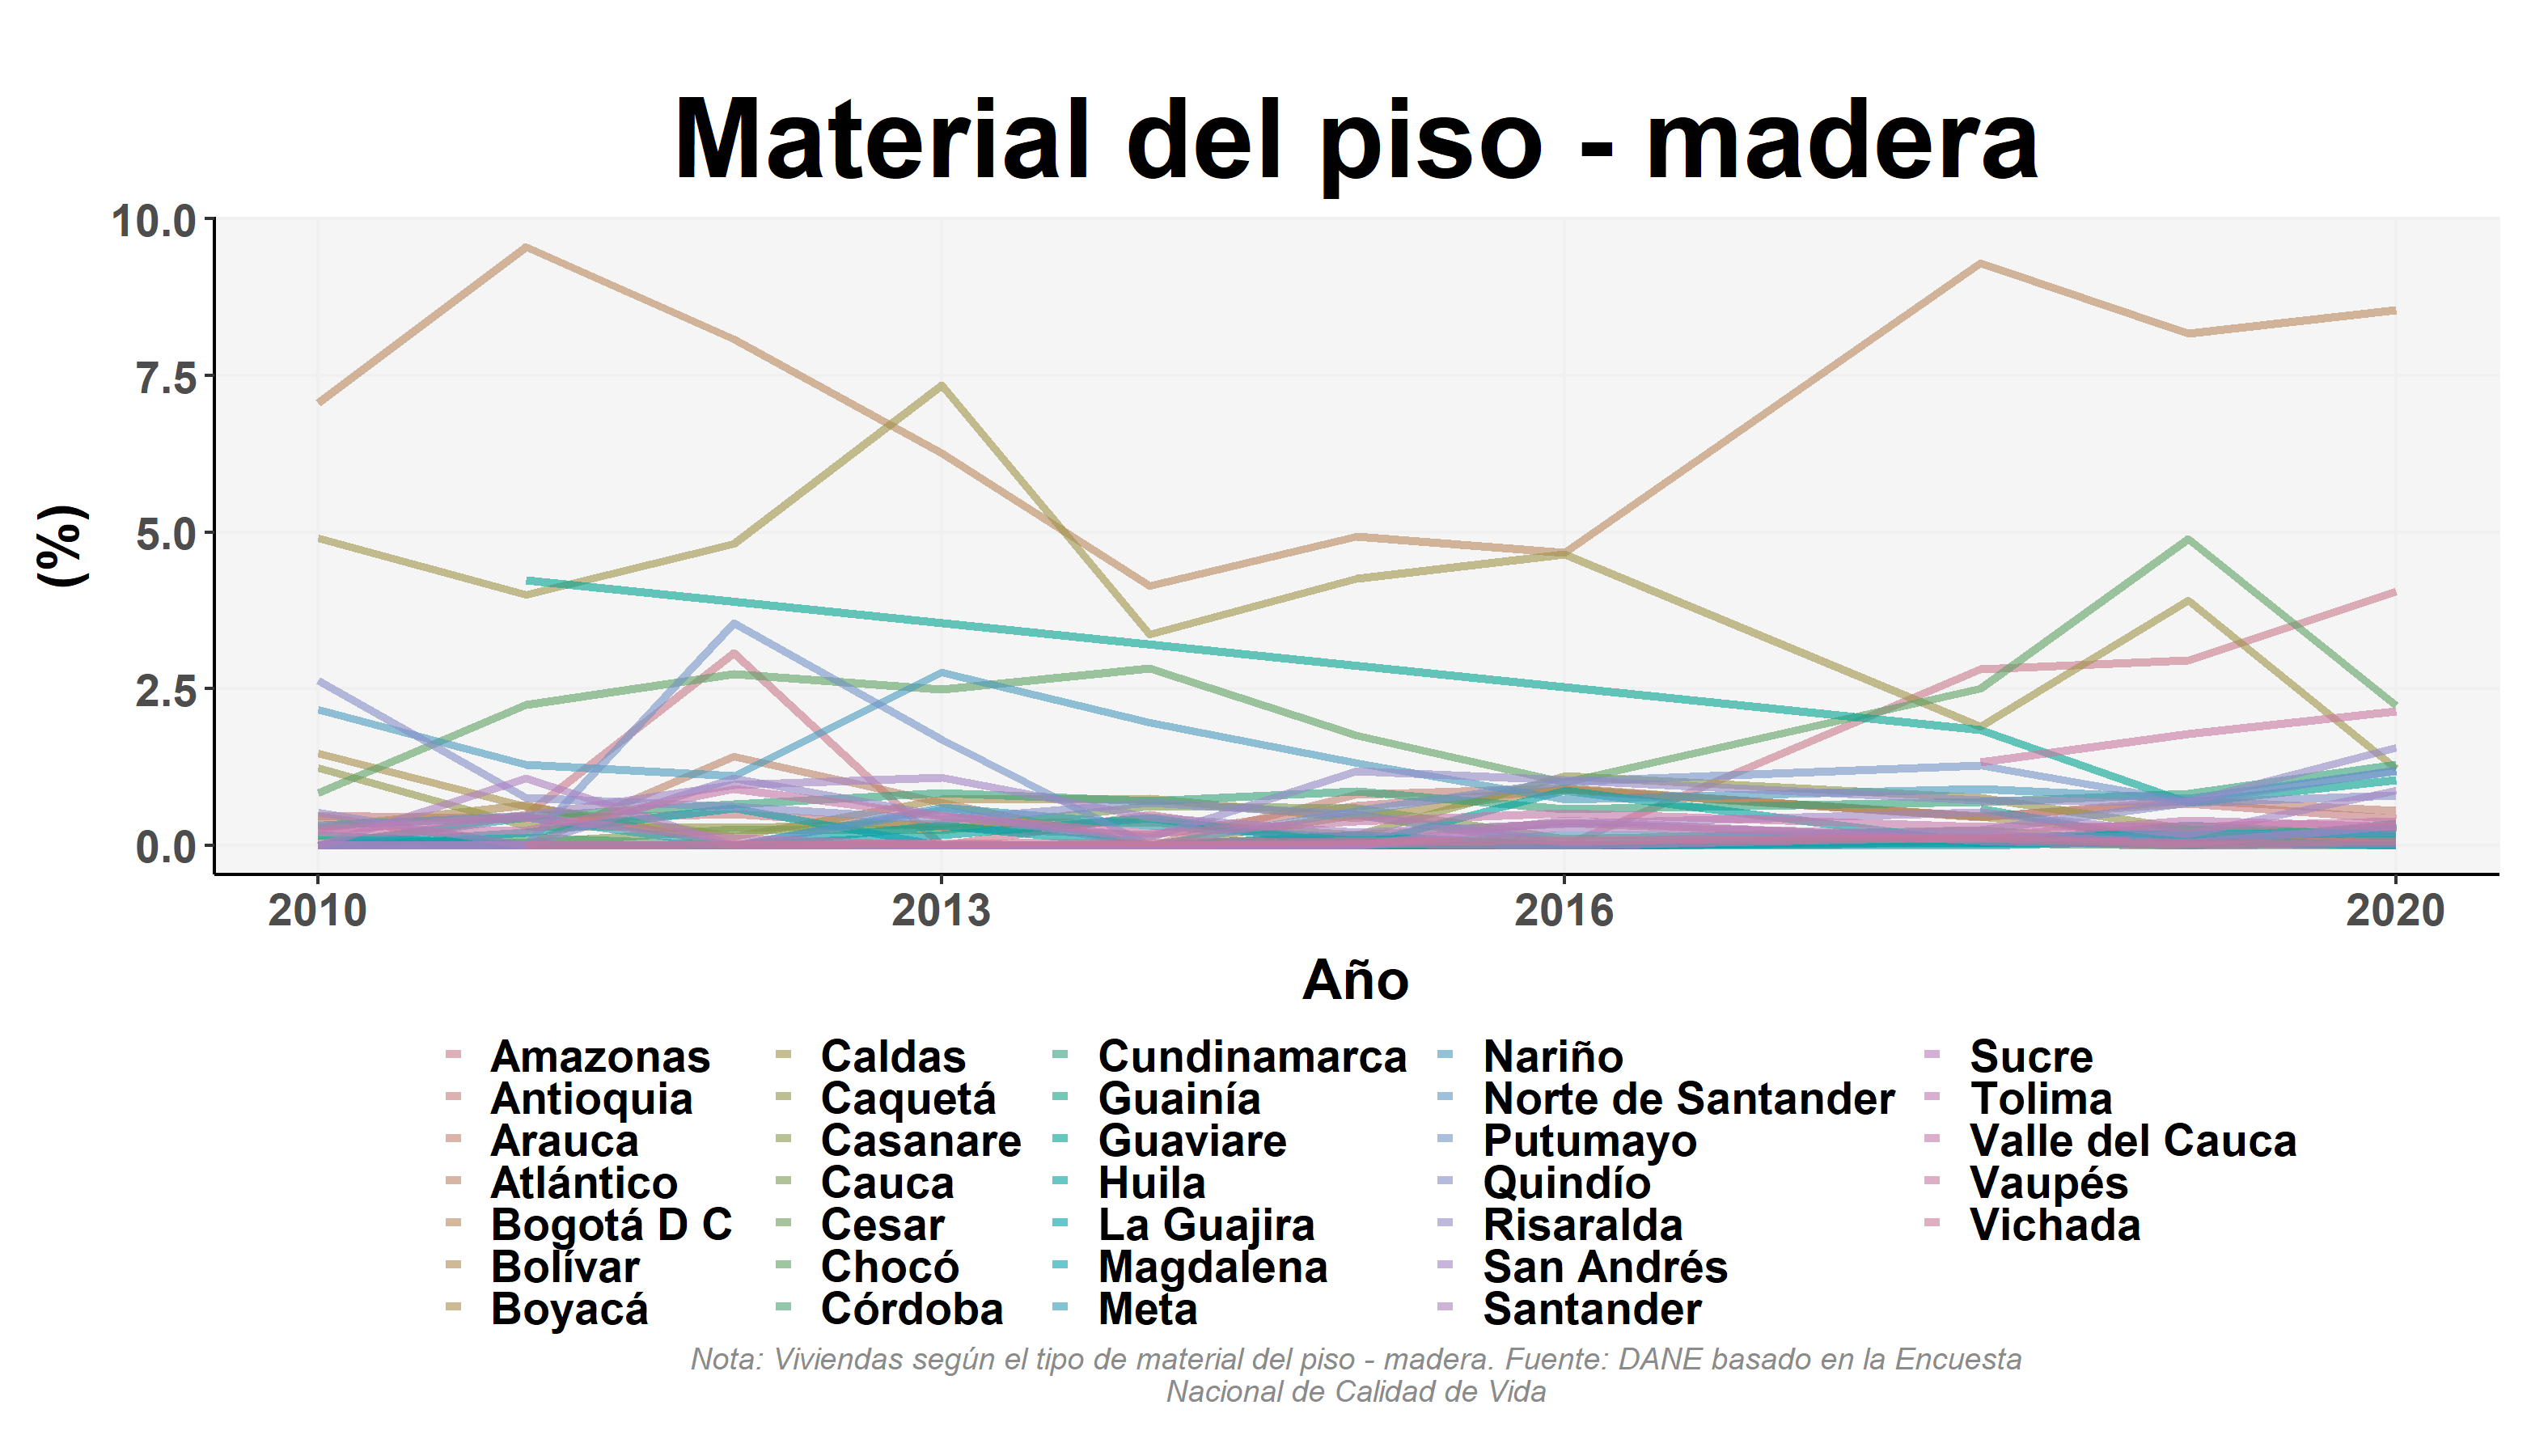 Material del piso - madera
10.0
7.5
5.0
2.5
0.0
(%)
2010 2013 2016 2020
Año
Amazonas Caldas Cundinamarca Nariño Sucre
Antioquia Caquetá Guainía Norte de Santander Tolima
Arauca Casanare Guaviare Putumayo Valle del Cauca
Atlántico Cauca Huila Quindío Vaupés
Bogotá D C Cesar La Guajira Risaralda Vichada
Bolívar Chocó Magdalena San Andrés
Boyacá Córdoba Meta Santander
Nota: Viviendas según el tipo de material del piso - madera. Fuente: DANE basado en la Encuesta
Nacional de Calidad de Vida